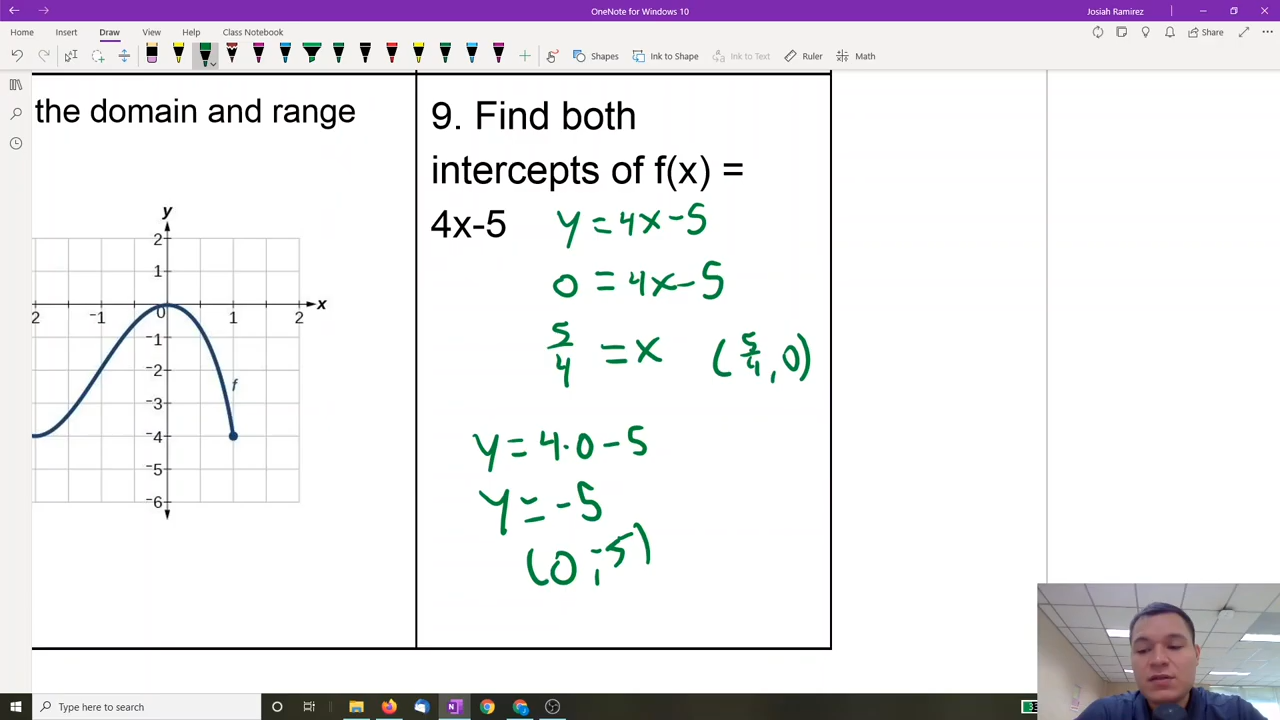 OneNote for Windows 10
Josiah Ramirez
Home Insert Draw View Help Class Notebook
Share
Shapes Ink to Shape Ink to Text Ruler Math
the domain and range
y
2
1
2 −1 0 1 2 x
−1
−2
f
−3
−4
−5
−6
9. Find both
intercepts of f(x) =
4x-5
y = 4x-5
0 = 4x-5
5/4 = x (5/4, 0)
y = 4·0-5
y = -5
(0,-5)
Type here to search